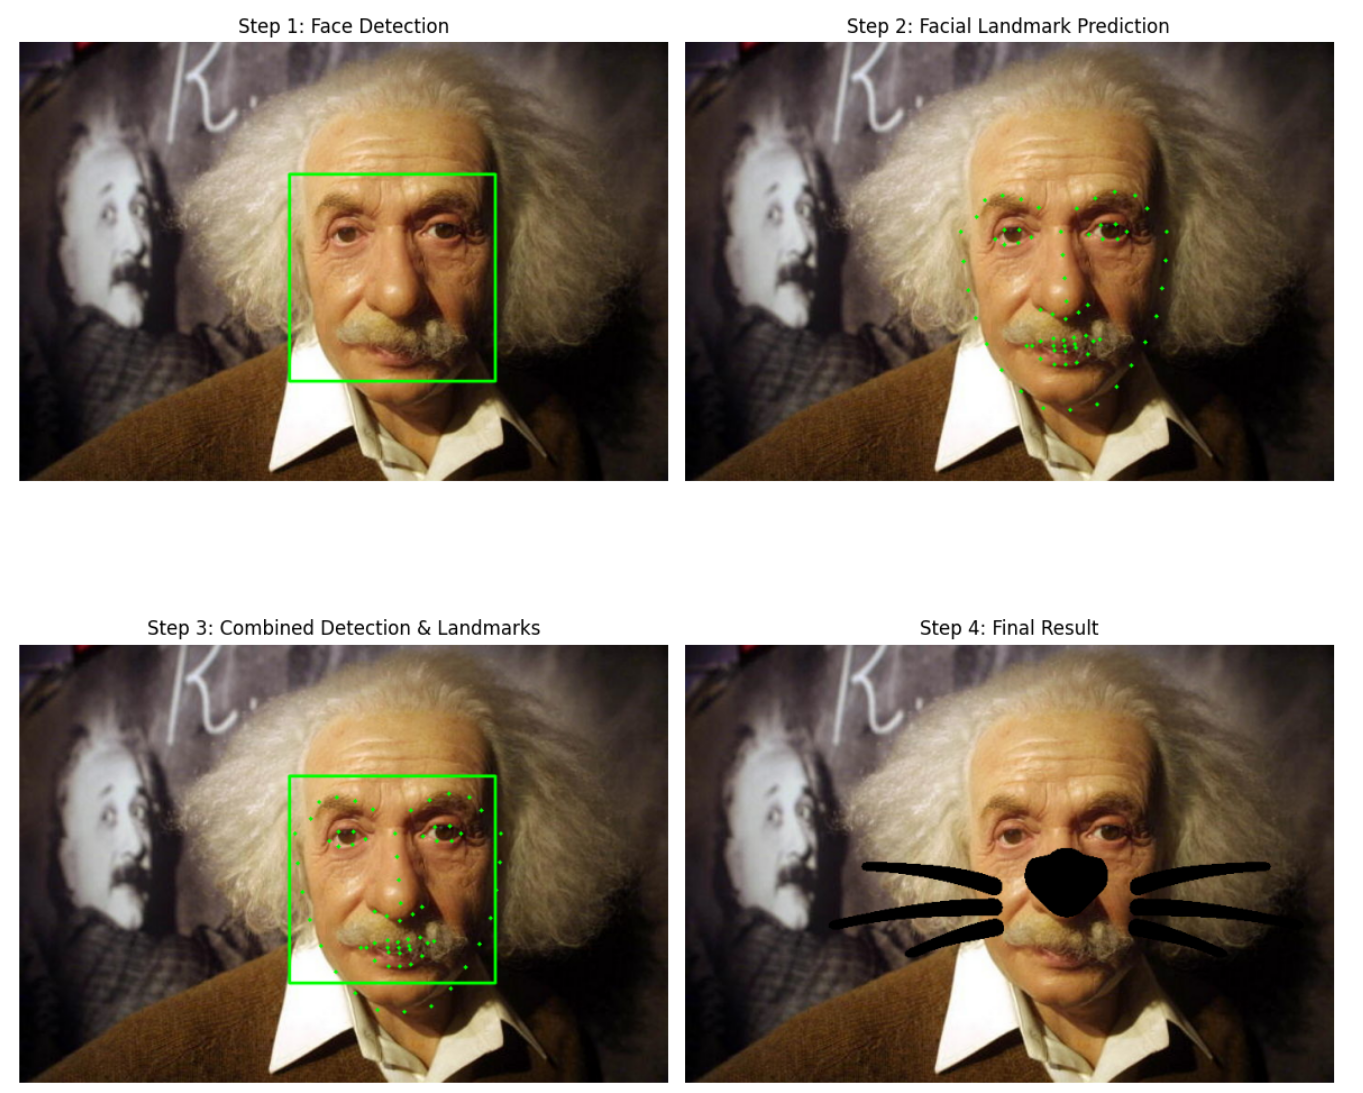 Step 1: Face Detection
Step 2: Facial Landmark Prediction
K.
K.
Step 3: Combined Detection & Landmarks
Step 4: Final Result
K.
K.